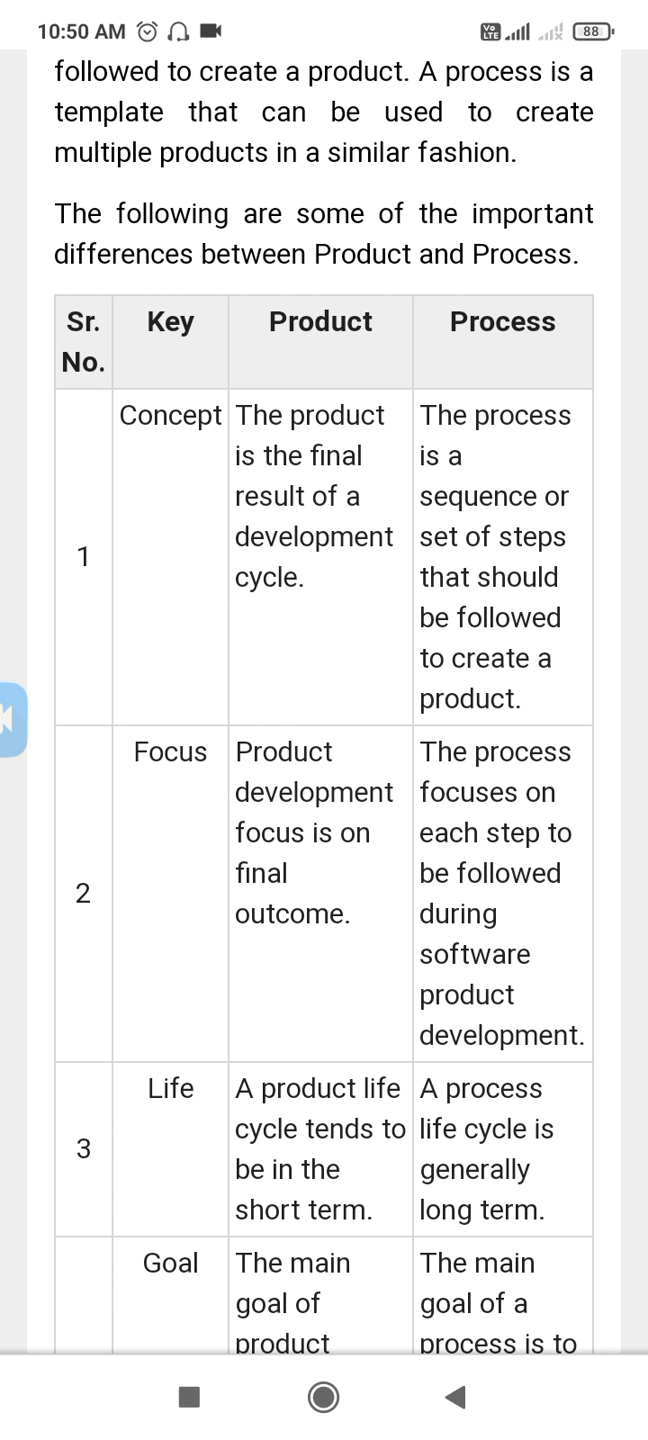 10:50 AM
Vo LTE
88
followed to create a product. A process is a
template that can be used to create
multiple products in a similar fashion.
The following are some of the important
differences between Product and Process.
Sr. No. Key Product Process
1
Concept
The product
is the final
result of a
development
cycle.
The process
is a
sequence or
set of steps
that should
be followed
to create a
product.
2
Focus
Product
development
focus is on
final
outcome.
The process
focuses on
each step to
be followed
during
software
product
development.
3
Life
A product life
cycle tends to
be in the
short term.
A process
life cycle is
generally
long term.
Goal
The main
goal of
product
The main
goal of a
process is to